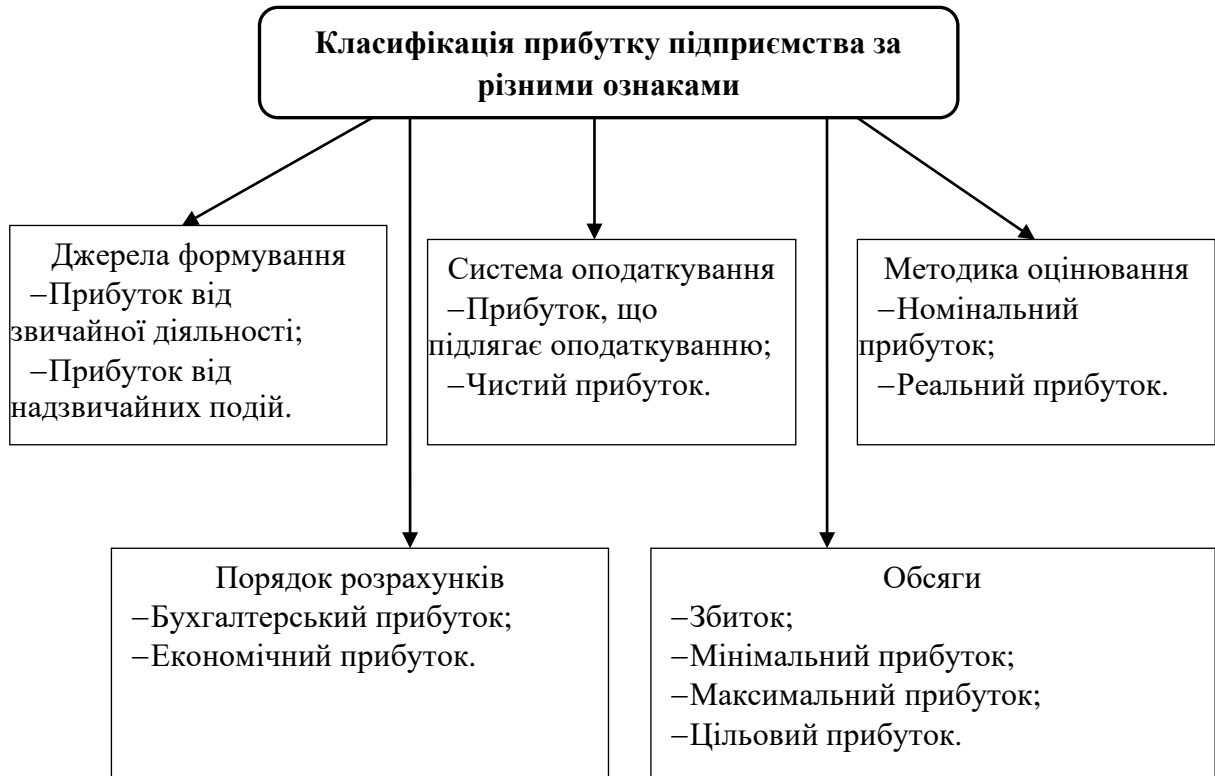 Класифікація прибутку підприємства за
різними ознаками
Джерела формування
–Прибуток від
звичайної діяльності;
–Прибуток від
надзвичайних подій.
Система оподаткування
–Прибуток, що
підлягає оподаткуванню;
–Чистий прибуток.
Методика оцінювання
–Номінальний
прибуток;
–Реальний прибуток.
Порядок розрахунків
–Бухгалтерський прибуток;
–Економічний прибуток.
Обсяги
–Збиток;
–Мінімальний прибуток;
–Максимальний прибуток;
–Цільовий прибуток.